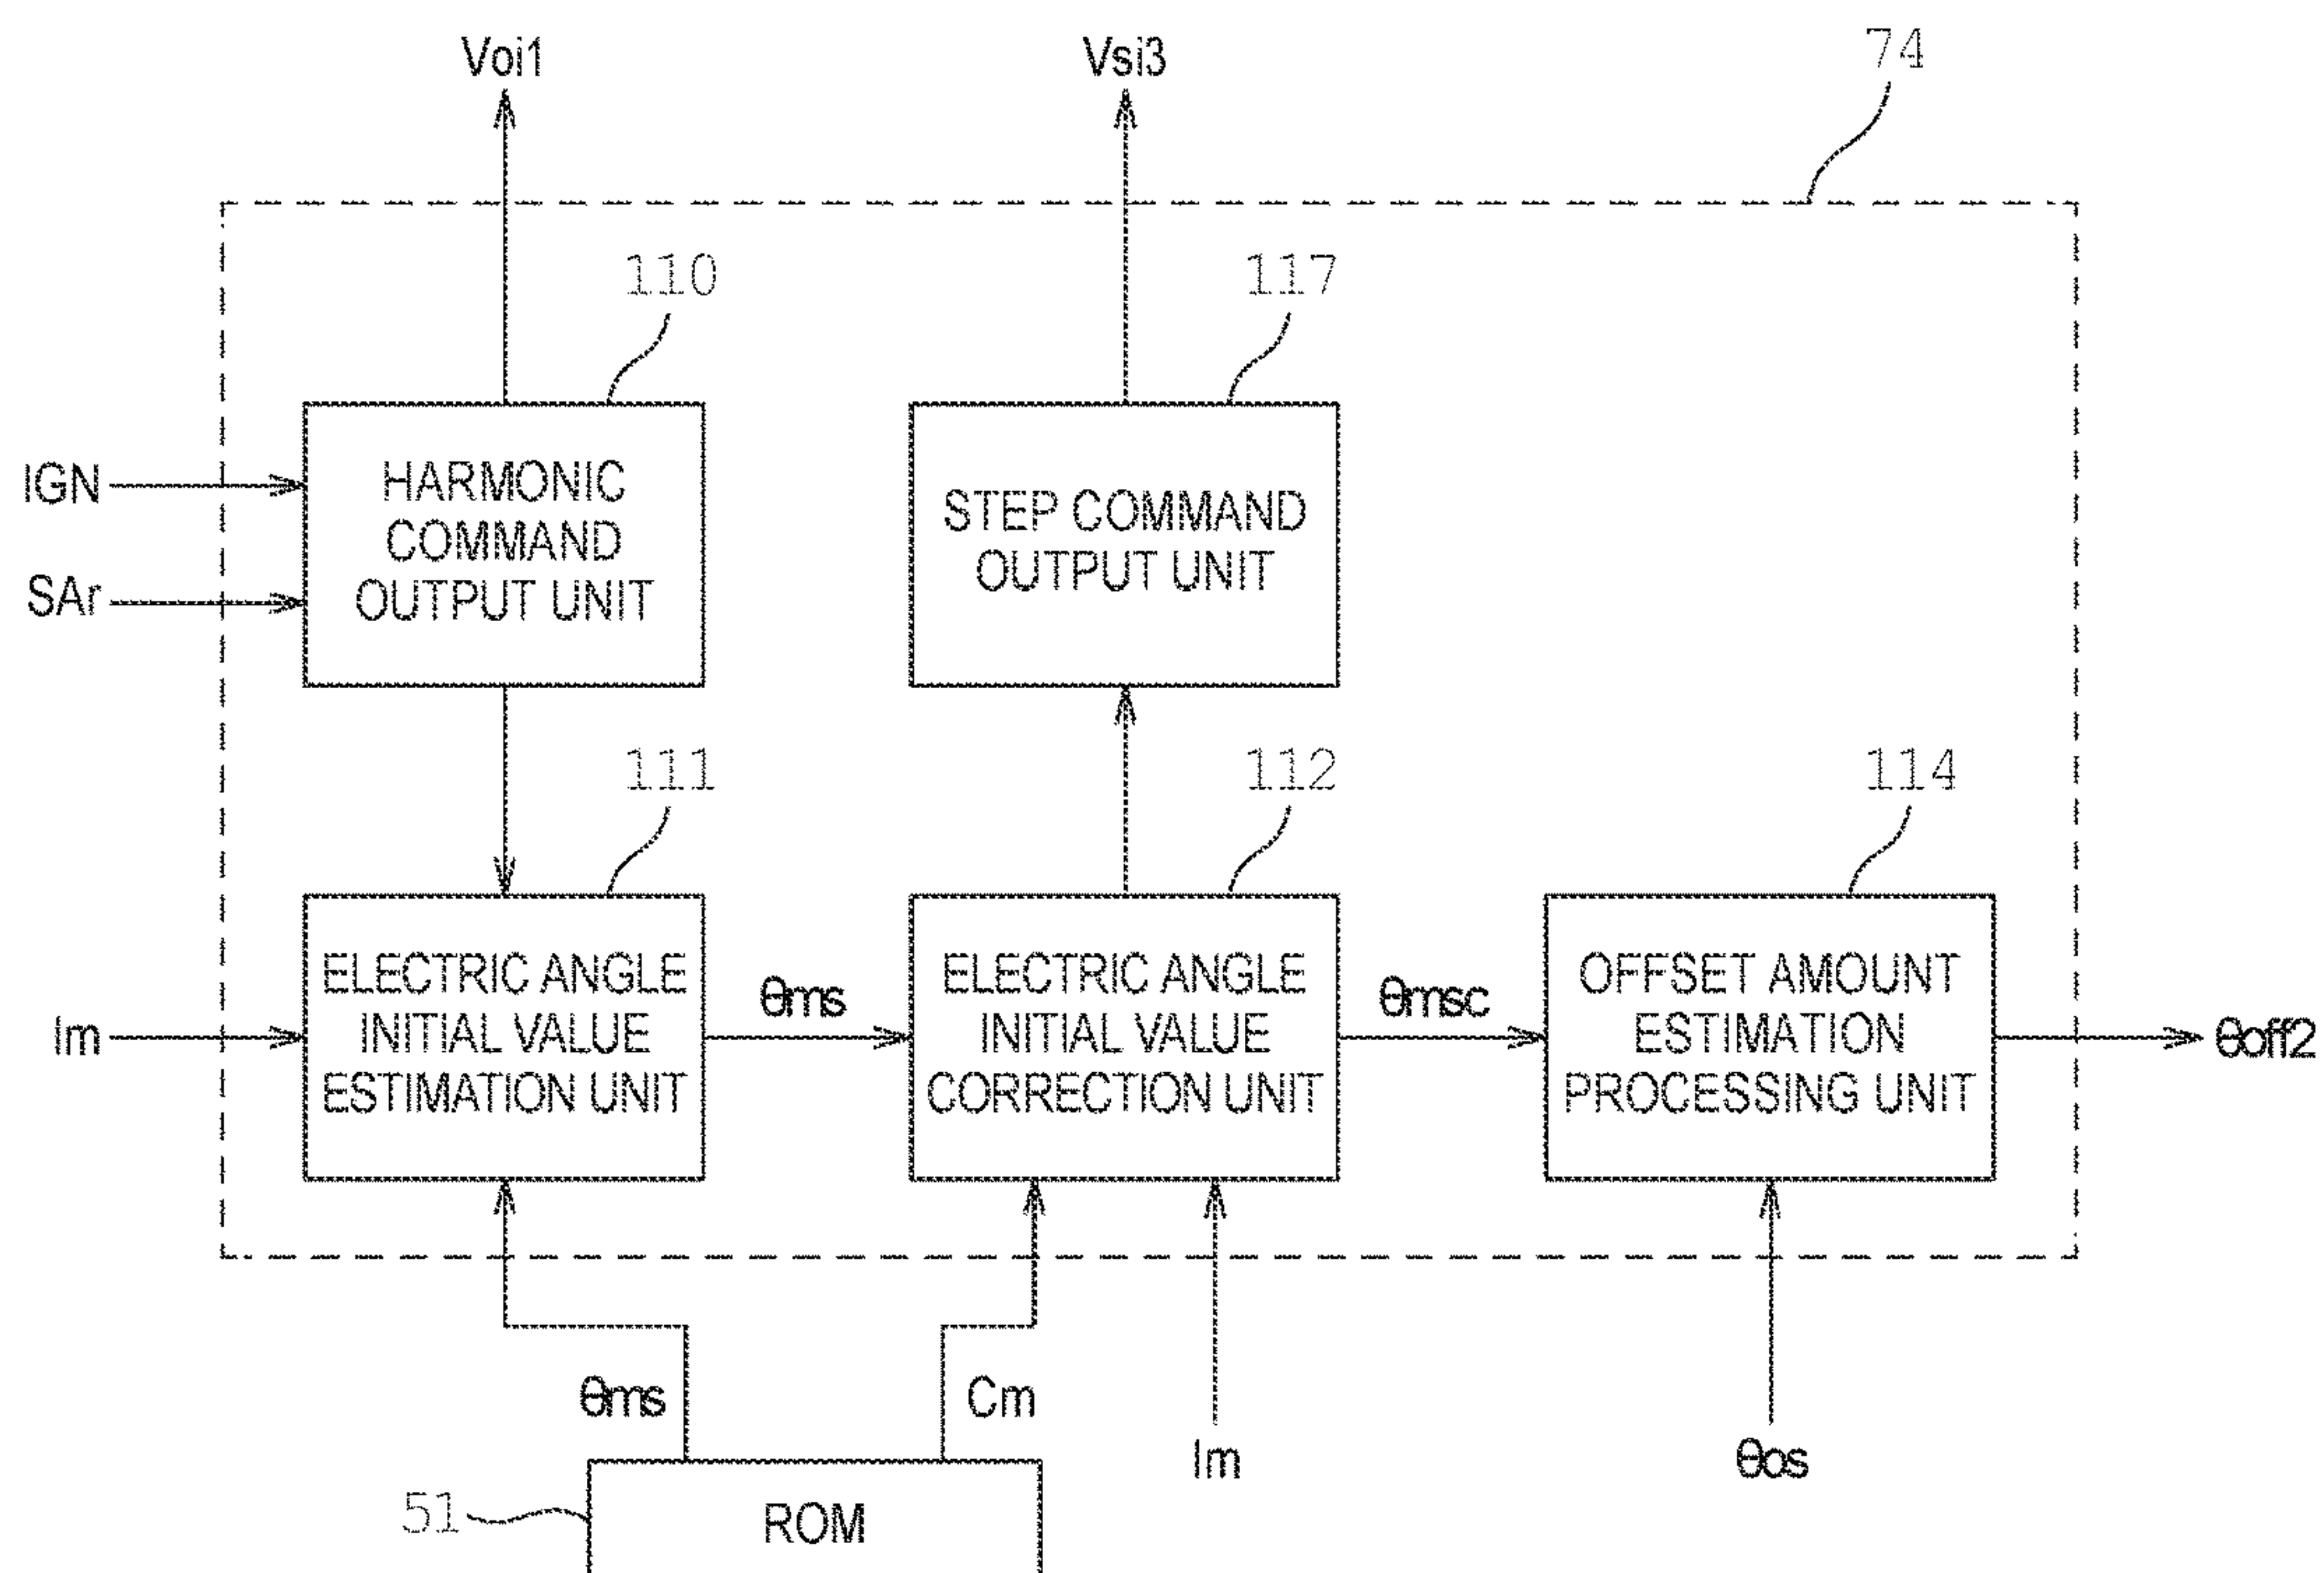 Voi1
Vsi3
74
110
117
IGN
SAr
HARMONIC
COMMAND
OUTPUT UNIT
STEP COMMAND
OUTPUT UNIT
111
112
114
Im
ELECTRIC ANGLE
INITIAL VALUE
ESTIMATION UNIT
θms
ELECTRIC ANGLE
INITIAL VALUE
CORRECTION UNIT
θmsc
OFFSET AMOUNT
ESTIMATION
PROCESSING UNIT
θoff2
θms
Cm
Im
θos
51
ROM